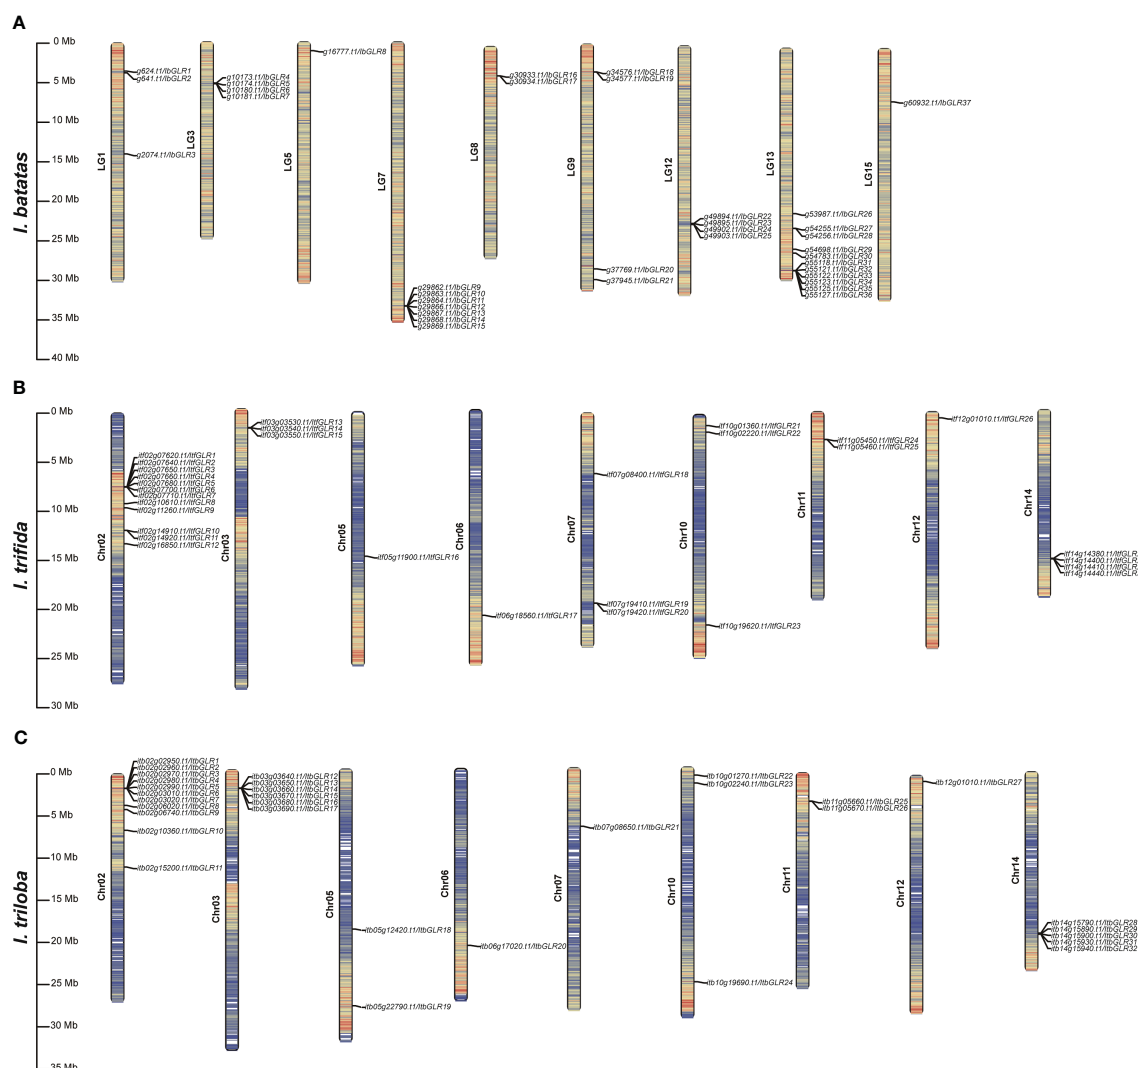 A
I. batatas
0 Mb
5 Mb
10 Mb
15 Mb
20 Mb
25 Mb
30 Mb
35 Mb
40 Mb
LG1
g624.t1/IbGLR1
g641.t1/IbGLR2
g2074.t1/IbGLR3
LG3
g10173.t1/IbGLR4
g10174.t1/IbGLR5
g10180.t1/IbGLR6
g10181.t1/IbGLR7
LG5
g16777.t1/IbGLR8
LG7
g29862.t1/IbGLR9
g29863.t1/IbGLR10
g29864.t1/IbGLR11
g29866.t1/IbGLR12
g29867.t1/IbGLR13
g29868.t1/IbGLR14
g29869.t1/IbGLR15
LG8
g30933.t1/IbGLR16
g30934.t1/IbGLR17
LG9
g34576.t1/IbGLR18
g34577.t1/IbGLR19
g37769.t1/IbGLR20
g37945.t1/IbGLR21
LG12
g49894.t1/IbGLR22
g49895.t1/IbGLR23
g49902.t1/IbGLR24
g49903.t1/IbGLR25
LG13
g53987.t1/IbGLR26
g54255.t1/IbGLR27
g54256.t1/IbGLR28
g54698.t1/IbGLR29
g54783.t1/IbGLR30
g55118.t1/IbGLR31
g55121.t1/IbGLR32
g55122.t1/IbGLR33
g55123.t1/IbGLR34
g55125.t1/IbGLR35
g55127.t1/IbGLR36
LG15
g60932.t1/IbGLR37
B
I. trifida
0 Mb
5 Mb
10 Mb
15 Mb
20 Mb
25 Mb
30 Mb
Chr02
itf02g07620.t1/ItfGLR1
itf02g07640.t1/ItfGLR2
itf02g07650.t1/ItfGLR3
itf02g07660.t1/ItfGLR4
itf02g07680.t1/ItfGLR5
itf02g07700.t1/ItfGLR6
itf02g07710.t1/ItfGLR7
itf02g10610.t1/ItfGLR8
itf02g11260.t1/ItfGLR9
itf02g14910.t1/ItfGLR10
itf02g14920.t1/ItfGLR11
itf02g16850.t1/ItfGLR12
Chr03
itf03g03530.t1/ItfGLR13
itf03g03540.t1/ItfGLR14
itf03g03550.t1/ItfGLR15
Chr05
itf05g11900.t1/ItfGLR16
Chr06
itf06g18560.t1/ItfGLR17
Chr07
itf07g08400.t1/ItfGLR18
itf07g19410.t1/ItfGLR19
itf07g19420.t1/ItfGLR20
Chr10
itf10g01360.t1/ItfGLR21
itf10g02220.t1/ItfGLR22
itf10g19620.t1/ItfGLR23
Chr11
itf11g05450.t1/ItfGLR24
itf11g05460.t1/ItfGLR25
Chr12
itf12g01010.t1/ItfGLR26
Chr14
itf14g14380.t1/ItfGLR
itf14g14400.t1/ItfGLR
itf14g14410.t1/ItfGLR
itf14g14440.t1/ItfGLR
C
I. triloba
0 Mb
5 Mb
10 Mb
15 Mb
20 Mb
25 Mb
30 Mb
35 Mb
Chr02
itb02g02950.t1/ItbGLR1
itb02g02960.t1/ItbGLR2
itb02g02970.t1/ItbGLR3
itb02g02980.t1/ItbGLR4
itb02g02990.t1/ItbGLR5
itb02g03010.t1/ItbGLR6
itb02g03020.t1/ItbGLR7
itb02g06020.t1/ItbGLR8
itb02g06740.t1/ItbGLR9
itb02g10360.t1/ItbGLR10
itb02g15200.t1/ItbGLR11
Chr03
itb03g03640.t1/ItbGLR12
itb03g03650.t1/ItbGLR13
itb03g03660.t1/ItbGLR14
itb03g03670.t1/ItbGLR15
itb03g03680.t1/ItbGLR16
itb03g03690.t1/ItbGLR17
Chr05
itb05g12420.t1/ItbGLR18
itb05g22790.t1/ItbGLR19
Chr06
itb06g17020.t1/ItbGLR20
Chr07
itb07g08650.t1/ItbGLR21
Chr10
itb10g01270.t1/ItbGLR22
itb10g02240.t1/ItbGLR23
itb10g19690.t1/ItbGLR24
Chr11
itb11g05660.t1/ItbGLR25
itb11g05670.t1/ItbGLR26
Chr12
itb12g01010.t1/ItbGLR27
Chr14
itb14g15790.t1/ItbGLR28
itb14g15890.t1/ItbGLR29
itb14g15900.t1/ItbGLR30
itb14g15930.t1/ItbGLR31
itb14g15940.t1/ItbGLR32